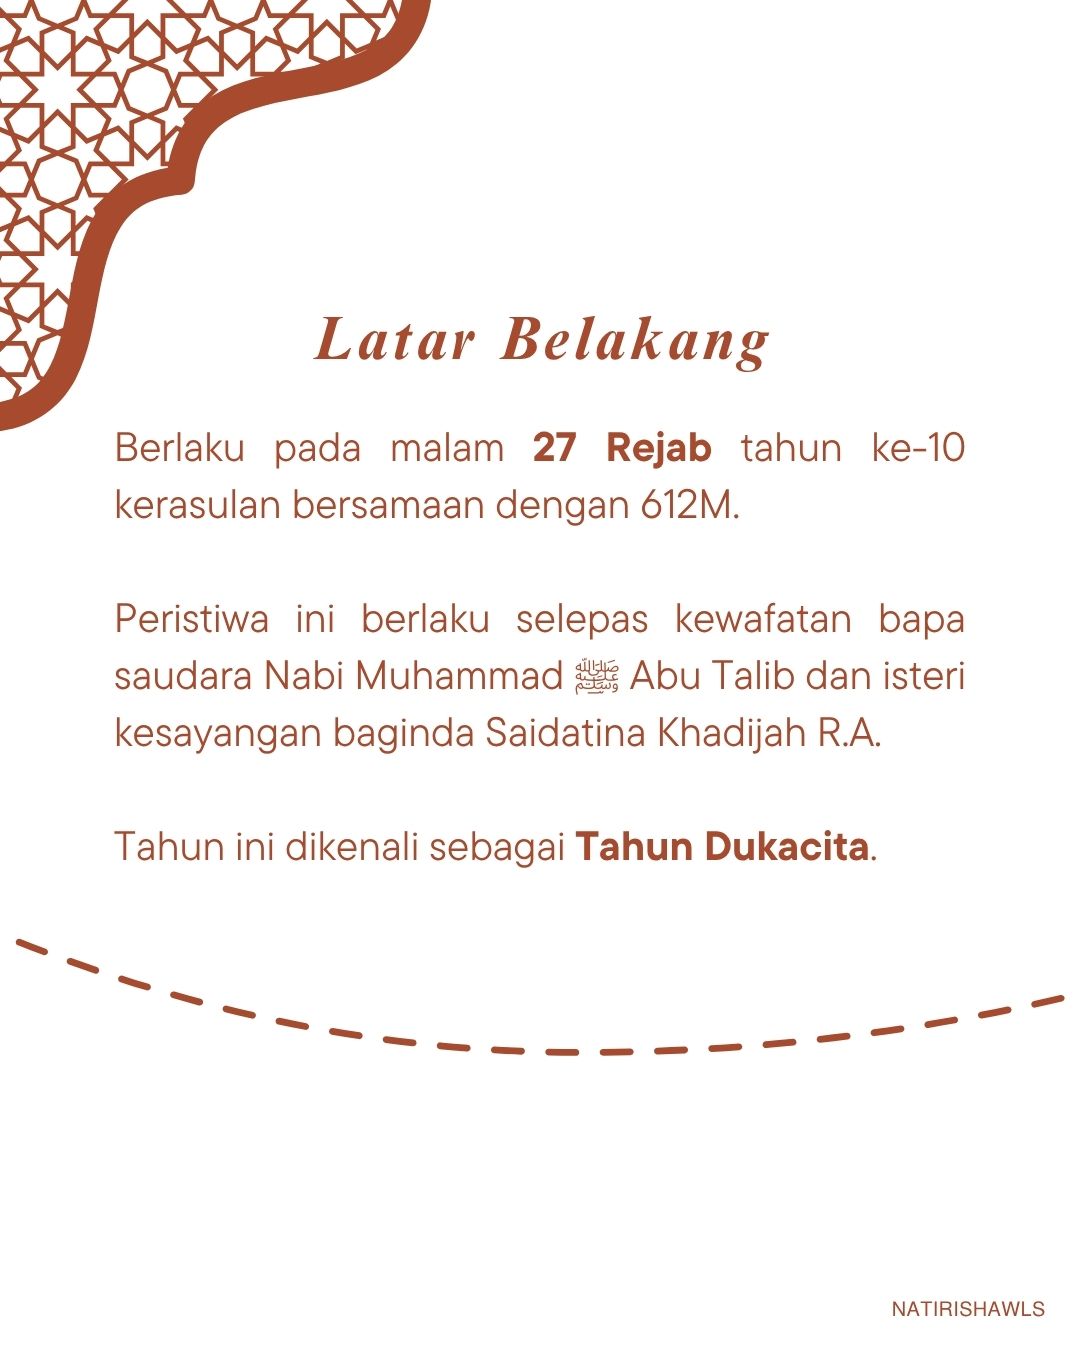 Latar Belakang
Berlaku pada malam 27 Rejab tahun ke-10
kerasulan bersamaan dengan 612M.
Peristiwa ini berlaku selepas kewafatan bapa
saudara Nabi Muhammad ﷺ Abu Talib dan isteri
kesayangan baginda Saidatina Khadijah R.A.
Tahun ini dikenali sebagai Tahun Dukacita.
NATIRISHAWLS